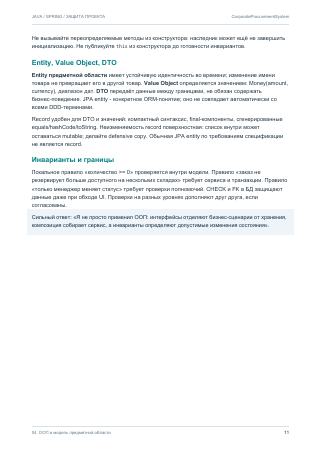 JAVA / SPRING / ЗАЩИТА ПРОЕКТА
CorporateProcurementSystem
Не вызывайте переопределяемые методы из конструктора: наследник может ещё не завершить
инициализацию. Не публикуйте this из конструктора до готовности инвариантов.
Entity, Value Object, DTO
Entity предметной области имеет устойчивую идентичность во времени; изменение имени
товара не превращает его в другой товар. Value Object определяется значением: Money(amount,
currency), диапазон дат. DTO передаёт данные между границами, не обязан содержать
бизнес-поведение. JPA entity - конкретное ORM-понятие; оно не совпадает автоматически со
всеми DDD-терминами.
Record удобен для DTO и значений: компактный синтаксис, final-компоненты, сгенерированные
equals/hashCode/toString. Неизменяемость record поверхностная: список внутри может
оставаться mutable; делайте defensive copy. Обычная JPA entity по требованиям спецификации
не является record.
Инварианты и границы
Локальное правило «количество >= 0» проверяется внутри модели. Правило «заказ не
резервирует больше доступного на нескольких складах» требует сервиса и транзакции. Правило
«только менеджер меняет статус» требует проверки полномочий. CHECK и FK в БД защищают
данные даже при обходе UI. Проверки на разных уровнях дополняют друг друга, если
согласованы.
Сильный ответ: «Я не просто применил ООП: интерфейсы отделяют бизнес-сценарии от хранения,
композиция собирает сервис, а инварианты определяют допустимые изменения состояния».
04. ООП и модель предметной области
11